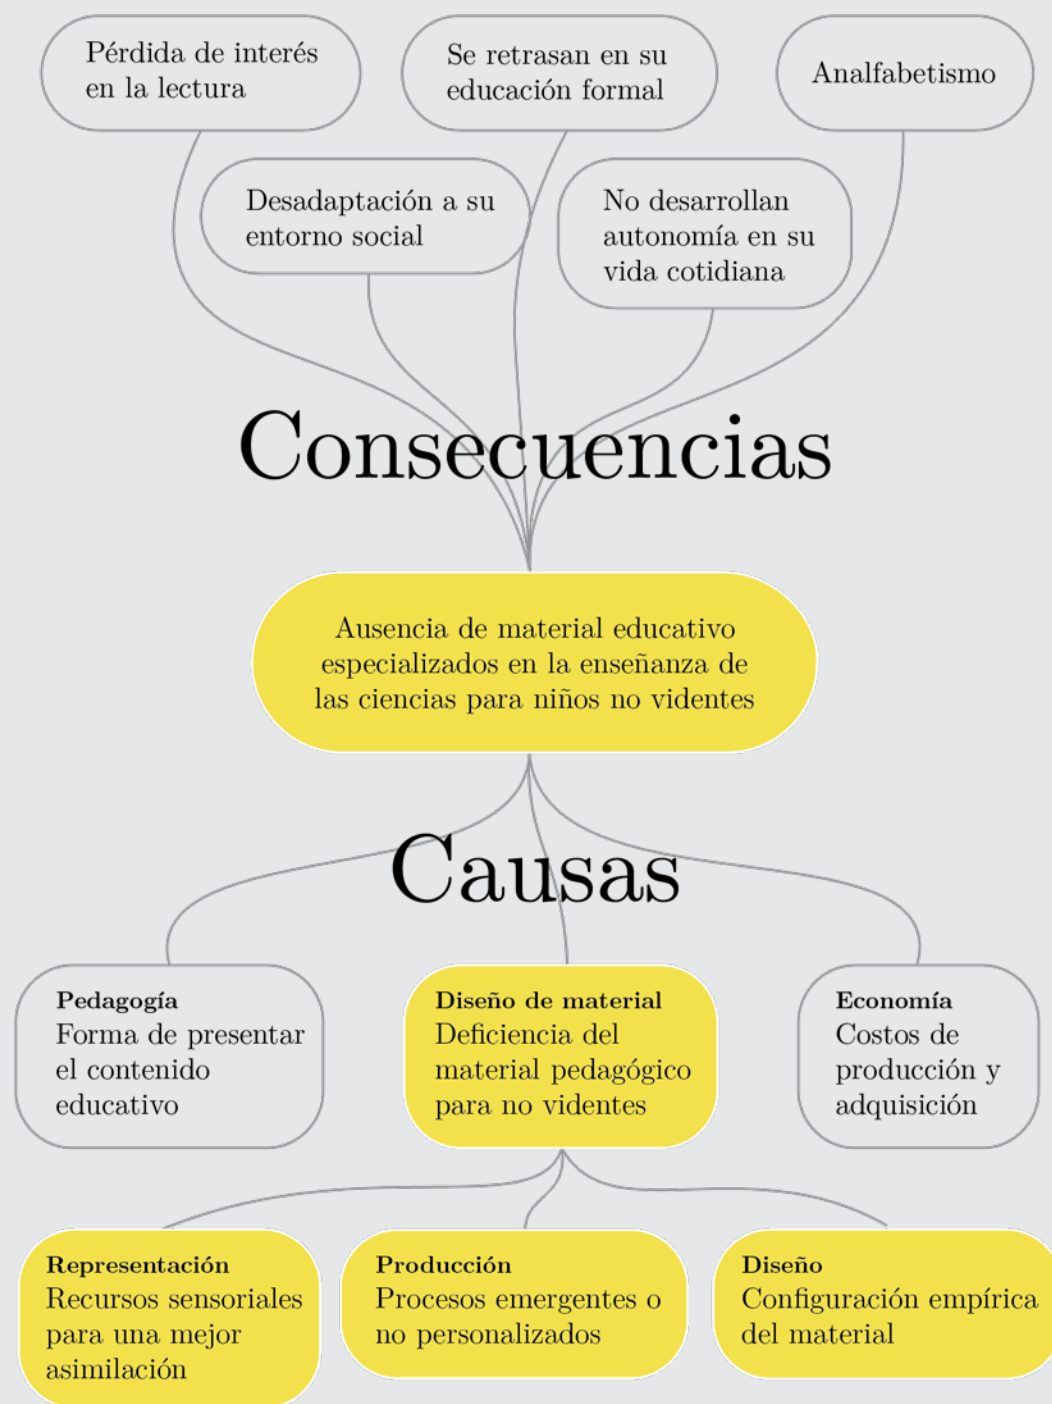 Pérdida de interés
en la lectura
Se retrasan en su
educación formal
Analfabetismo
Desadaptación a su
entorno social
No desarrollan
autonomía en su
vida cotidiana
Consecuencias
Ausencia de material educativo
especializados en la enseñanza de
las ciencias para niños no videntes
Causas
Pedagogía
Forma de presentar
el contenido
educativo
Diseño de material
Deficiencia del
material pedagógico
para no videntes
Economía
Costos de
producción y
adquisición
Representación
Recursos sensoriales
para una mejor
asimilación
Producción
Procesos emergentes o
no personalizados
Diseño
Configuración empírica
del material